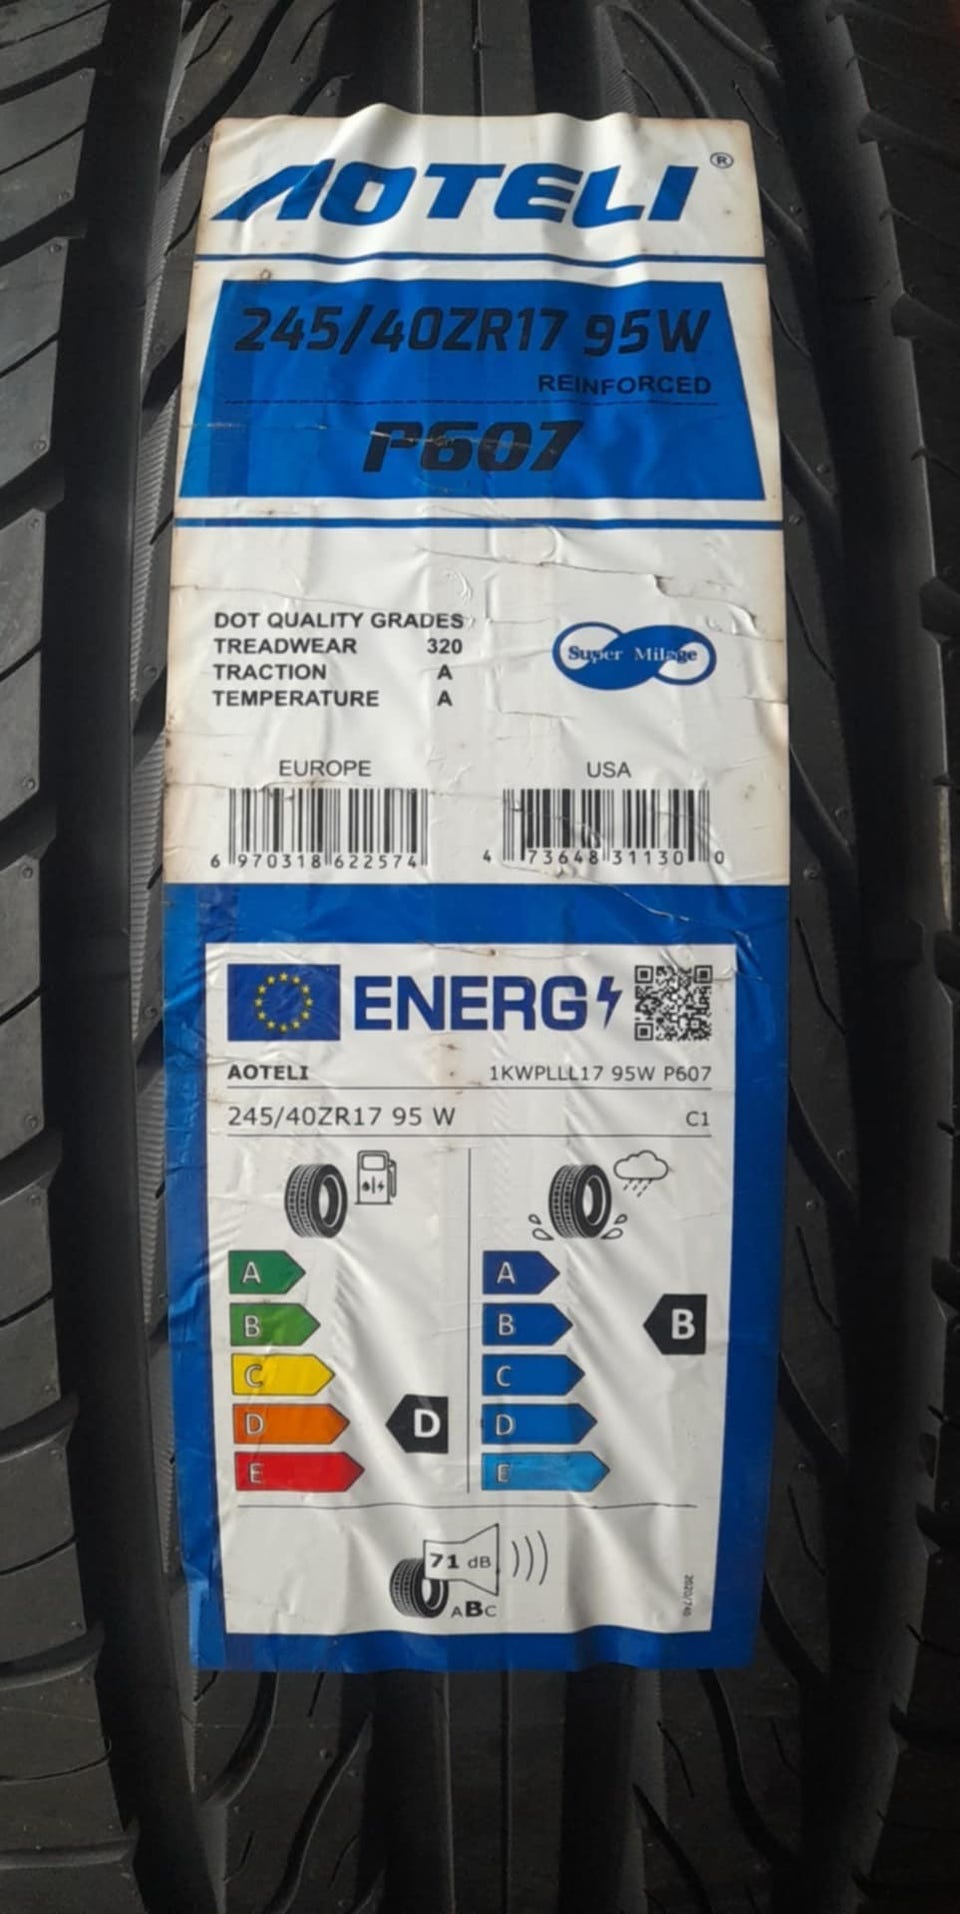 AOTELI®
245/40ZR17 95W
REINFORCED
P607
DOT QUALITY GRADES
TREADWEAR 320
TRACTION A
TEMPERATURE A
Super Milage
EUROPE
6 970318 622574
USA
4 73648 31130 0
ENERG
AOTELI 1KWPLLL17 95W P607
245/40ZR17 95 W C1
A
B
C
D
E
D
A
B
C
D
E
B
71 dB
ABC
2020/740